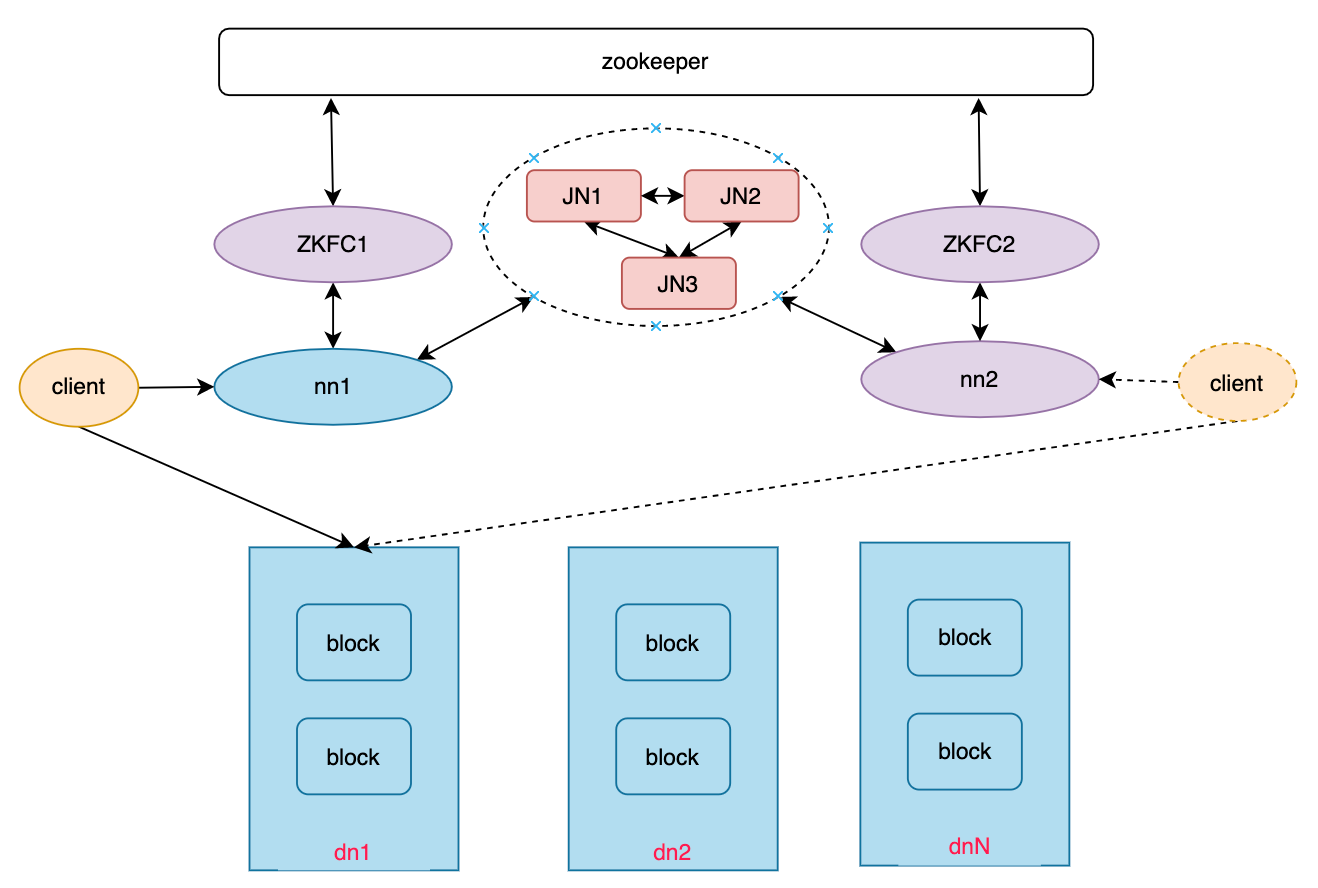 zookeeper
JN1
JN2
ZKFC1
ZKFC2
JN3
client
nn1
nn2
client
block
block
block
block
block
block
dn1
dn2
dnN